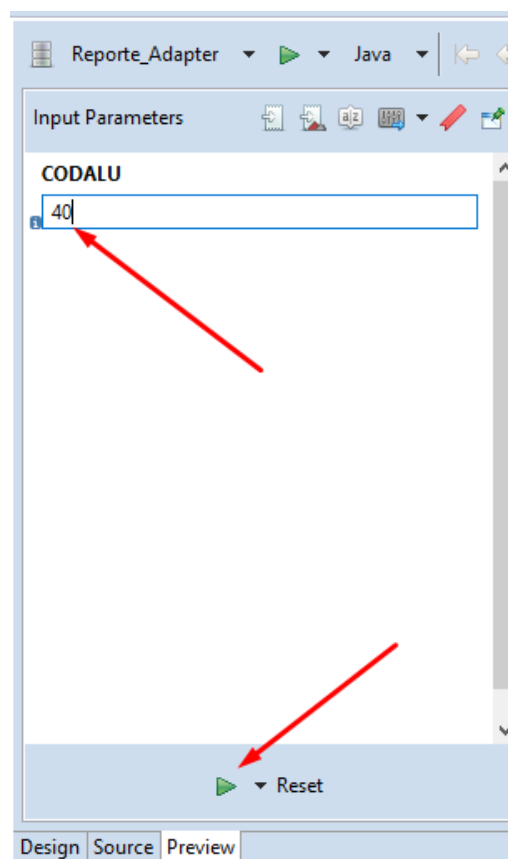 Reporte_Adapter Java
Input Parameters
CODALU
40
Reset
Design Source Preview